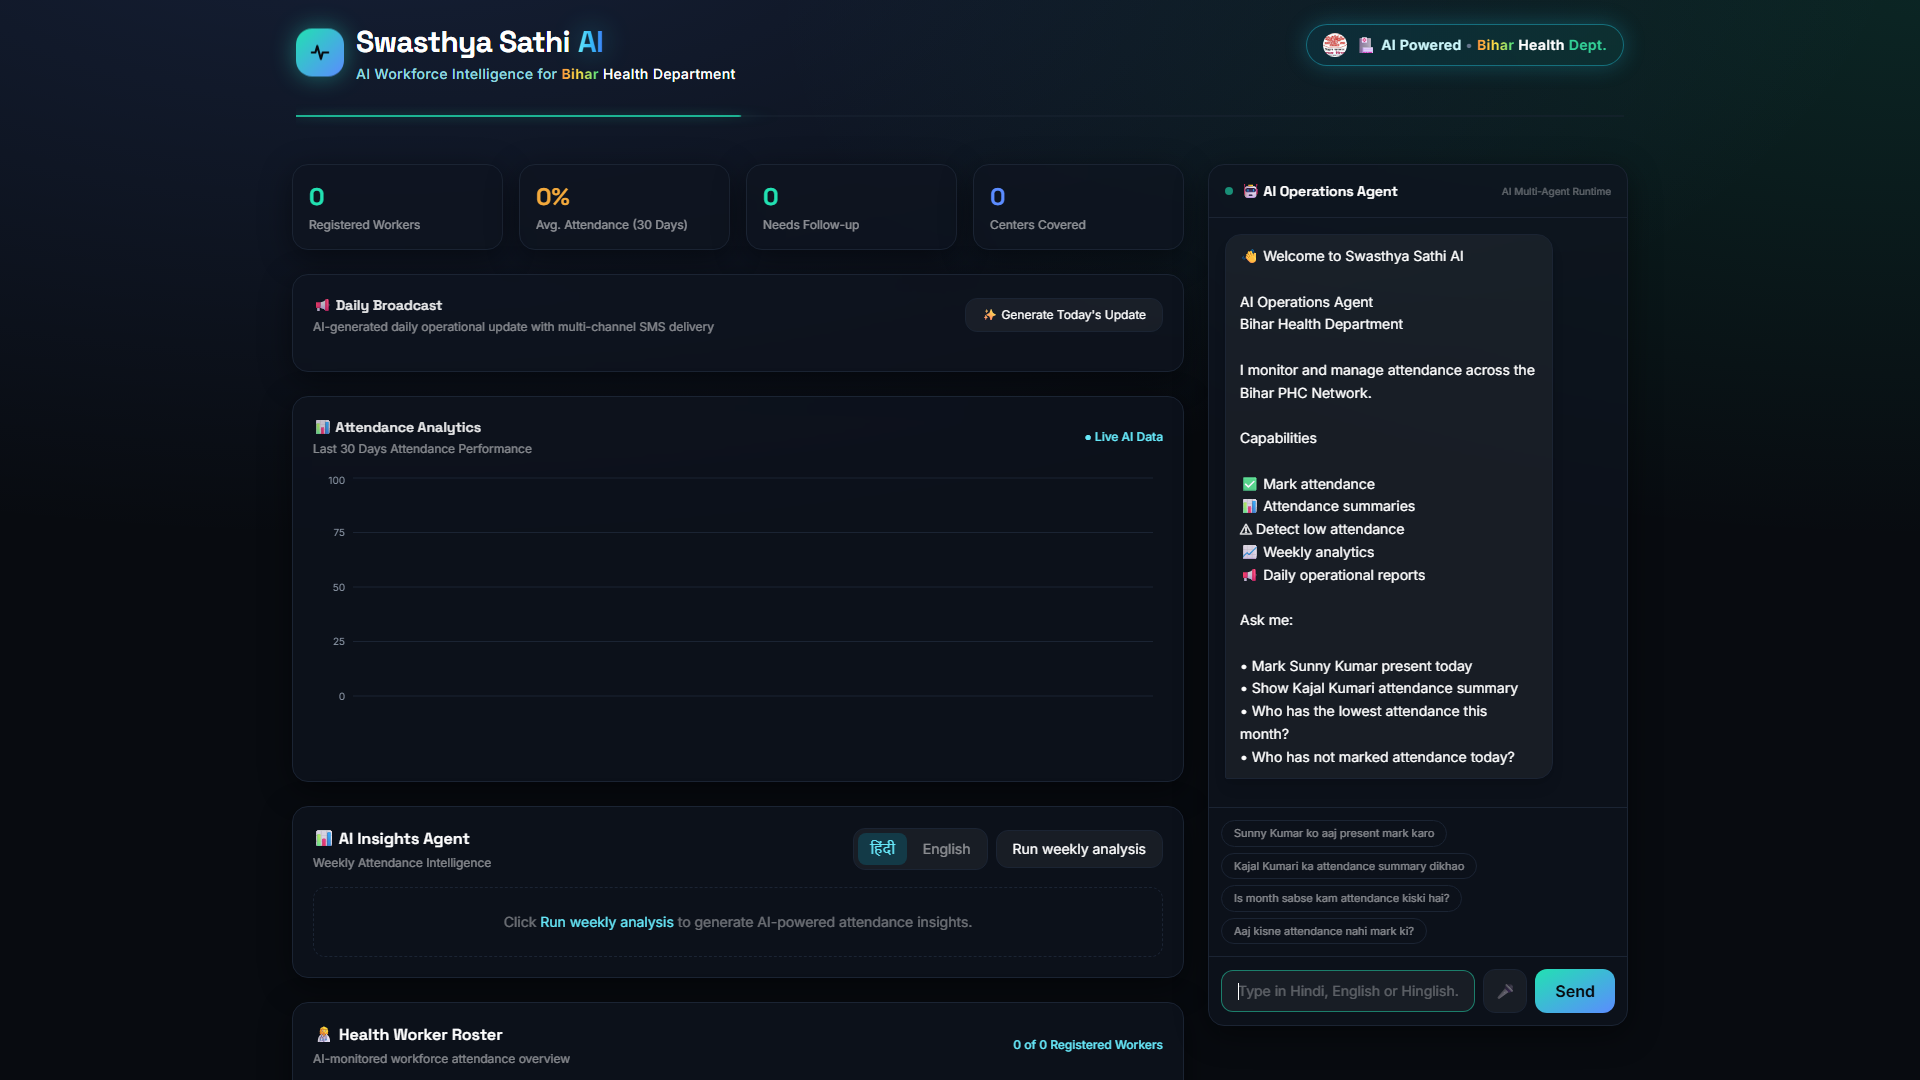 Swasthya Sathi AI
AI Workforce Intelligence for Bihar Health Department
AI Powered • Bihar Health Dept.
0
Registered Workers
0%
Avg. Attendance (30 Days)
0
Needs Follow-up
0
Centers Covered
📢 Daily Broadcast
AI-generated daily operational update with multi-channel SMS delivery
✨ Generate Today's Update
📊 Attendance Analytics
Last 30 Days Attendance Performance
● Live AI Data
100
75
50
25
0
📊 AI Insights Agent
Weekly Attendance Intelligence
हिंदी
English
Run weekly analysis
Click Run weekly analysis to generate AI-powered attendance insights.
Health Worker Roster
AI-monitored workforce attendance overview
0 of 0 Registered Workers
🤖 AI Operations Agent
AI Multi-Agent Runtime
👋 Welcome to Swasthya Sathi AI
AI Operations Agent
Bihar Health Department
I monitor and manage attendance across the
Bihar PHC Network.
Capabilities
✅ Mark attendance
📊 Attendance summaries
⚠ Detect low attendance
📈 Weekly analytics
📢 Daily operational reports
Ask me:
• Mark Sunny Kumar present today
• Show Kajal Kumari attendance summary
• Who has the lowest attendance this
month?
• Who has not marked attendance today?
Sunny Kumar ko aaj present mark karo
Kajal Kumari ka attendance summary dikhao
Is month sabse kam attendance kiski hai?
Aaj kisne attendance nahi mark ki?
Type in Hindi, English or Hinglish.
Send